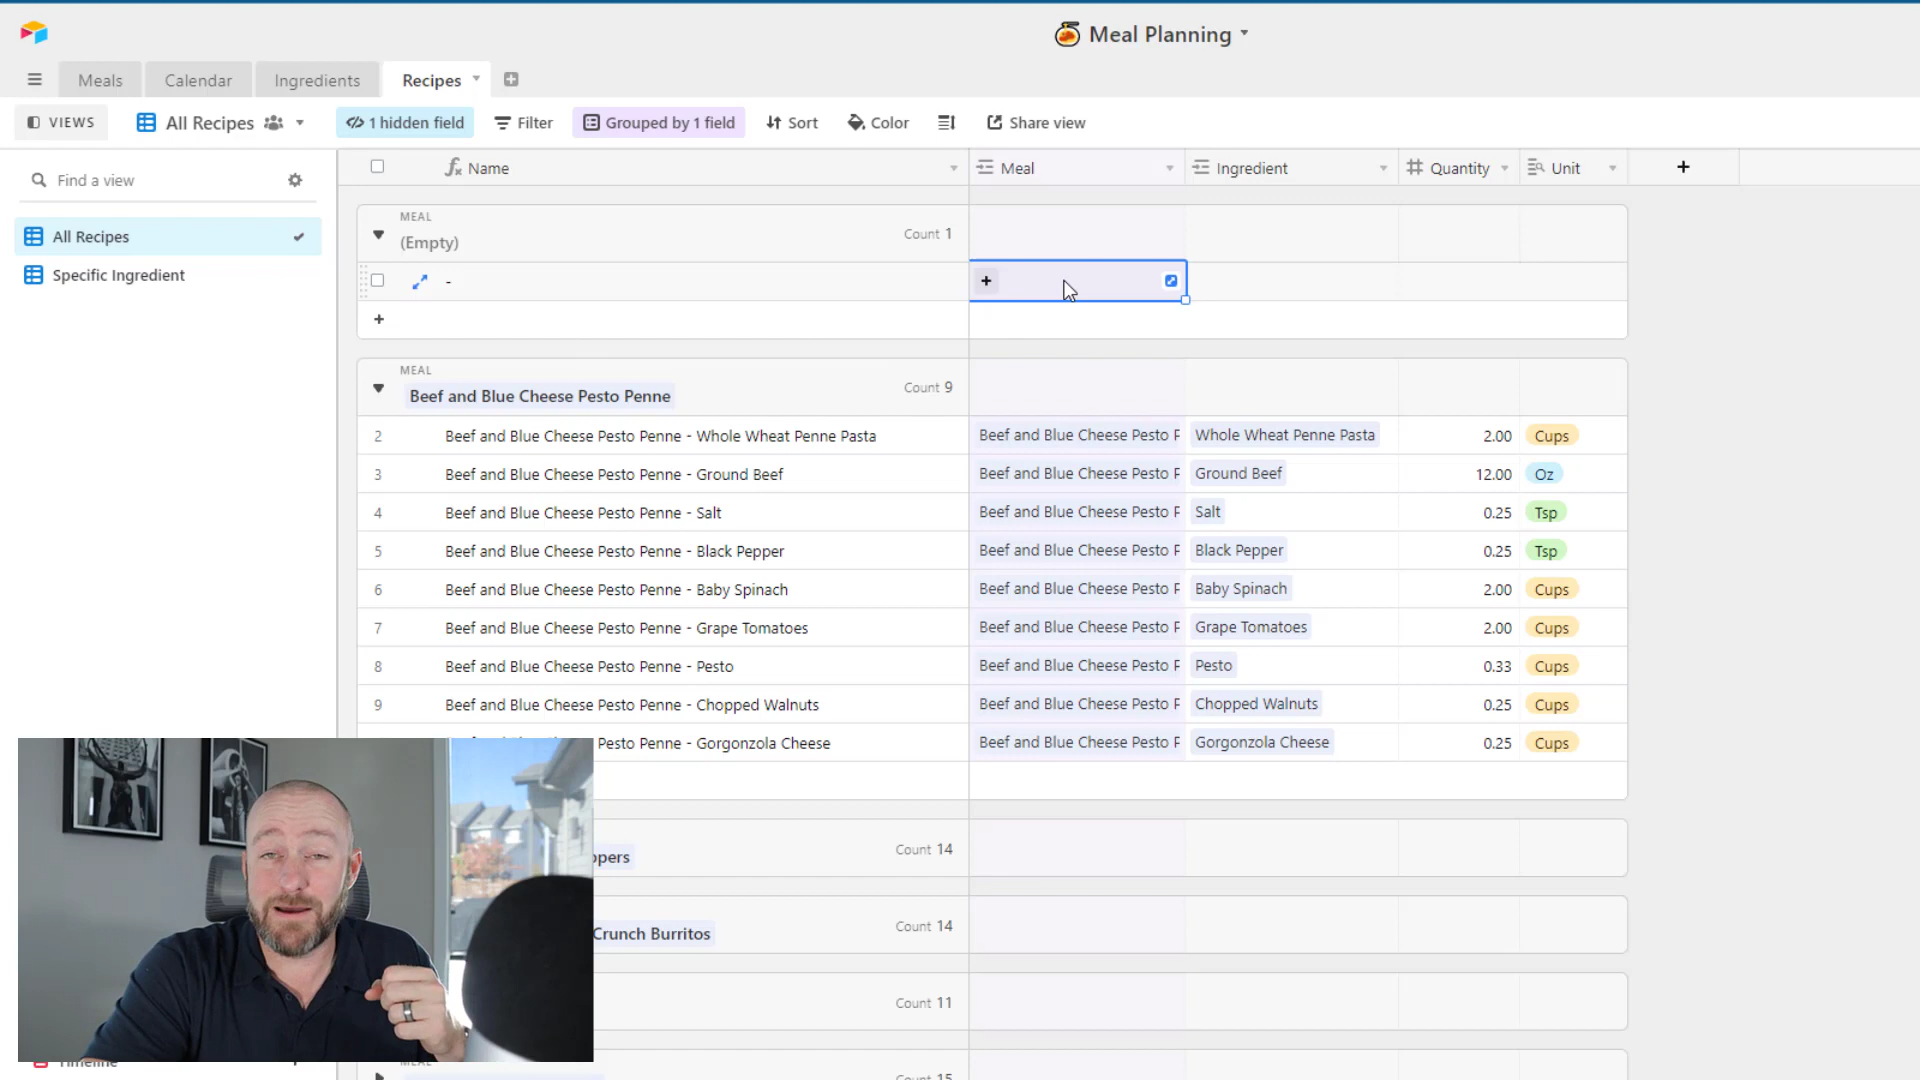 Meal Planning
Meals
Calendar
Ingredients
Recipes
VIEWS
All Recipes
1 hidden field
Filter
Grouped by 1 field
Sort
Color
Share view
Find a view
All Recipes
Specific Ingredient
Name
Meal
Ingredient
Quantity
Unit
MEAL
(Empty)
Count 1
-
MEAL
Beef and Blue Cheese Pesto Penne
Count 9
2 Beef and Blue Cheese Pesto Penne - Whole Wheat Penne Pasta Beef and Blue Cheese Pesto P Whole Wheat Penne Pasta 2.00 Cups
3 Beef and Blue Cheese Pesto Penne - Ground Beef Beef and Blue Cheese Pesto P Ground Beef 12.00 Oz
4 Beef and Blue Cheese Pesto Penne - Salt Beef and Blue Cheese Pesto P Salt 0.25 Tsp
5 Beef and Blue Cheese Pesto Penne - Black Pepper Beef and Blue Cheese Pesto P Black Pepper 0.25 Tsp
6 Beef and Blue Cheese Pesto Penne - Baby Spinach Beef and Blue Cheese Pesto P Baby Spinach 2.00 Cups
7 Beef and Blue Cheese Pesto Penne - Grape Tomatoes Beef and Blue Cheese Pesto P Grape Tomatoes 2.00 Cups
8 Beef and Blue Cheese Pesto Penne - Pesto Beef and Blue Cheese Pesto P Pesto 0.33 Cups
9 Beef and Blue Cheese Pesto Penne - Chopped Walnuts Beef and Blue Cheese Pesto P Chopped Walnuts 0.25 Cups
Pesto Penne - Gorgonzola Cheese Beef and Blue Cheese Pesto P Gorgonzola Cheese 0.25 Cups
ppers
Count 14
Crunch Burritos
Count 14
Count 11
Timeline
MEAL
Count 15